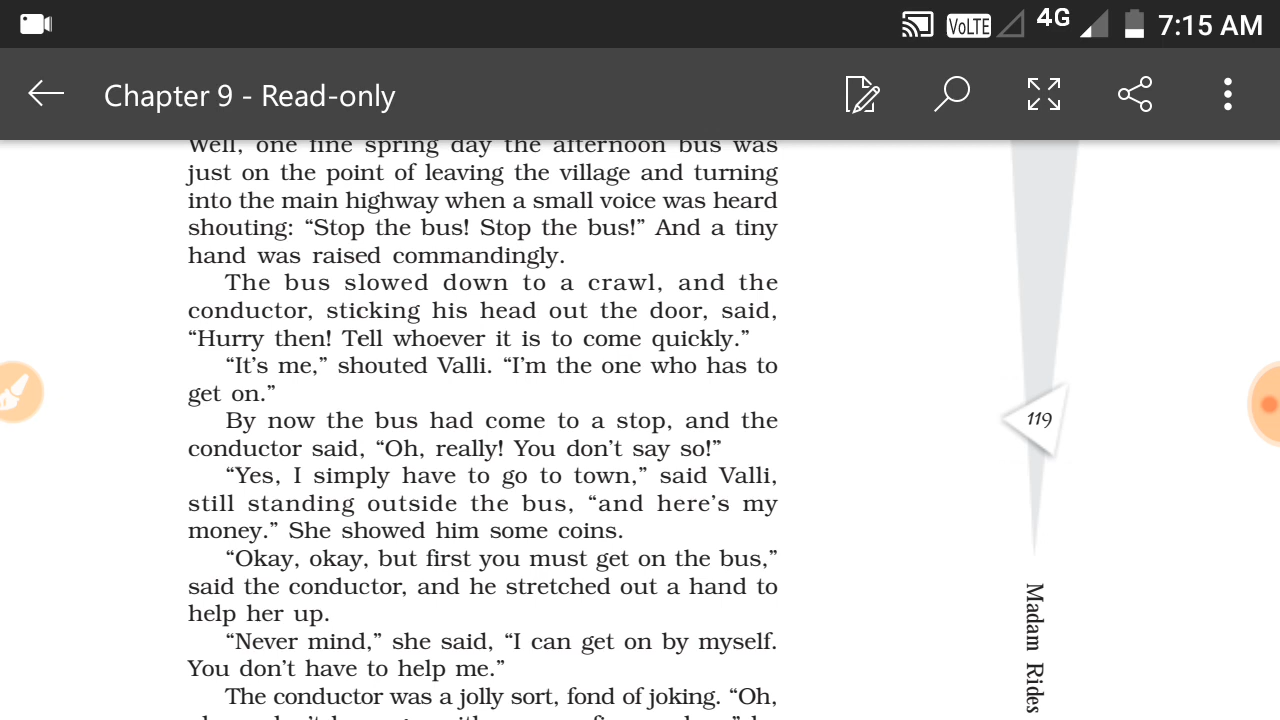 VoLTE 4G 7:15 AM
Chapter 9 - Read-only
Well, one fine spring day the afternoon bus was
just on the point of leaving the village and turning
into the main highway when a small voice was heard
shouting: “Stop the bus! Stop the bus!” And a tiny
hand was raised commandingly.
The bus slowed down to a crawl, and the
conductor, sticking his head out the door, said,
“Hurry then! Tell whoever it is to come quickly.”
“It’s me,” shouted Valli. “I’m the one who has to
get on.”
By now the bus had come to a stop, and the
conductor said, “Oh, really! You don’t say so!”
“Yes, I simply have to go to town,” said Valli,
still standing outside the bus, “and here’s my
money.” She showed him some coins.
“Okay, okay, but first you must get on the bus,”
said the conductor, and he stretched out a hand to
help her up.
“Never mind,” she said, “I can get on by myself.
You don’t have to help me.”
The conductor was a jolly sort, fond of joking. “Oh,
119
Madam Rides